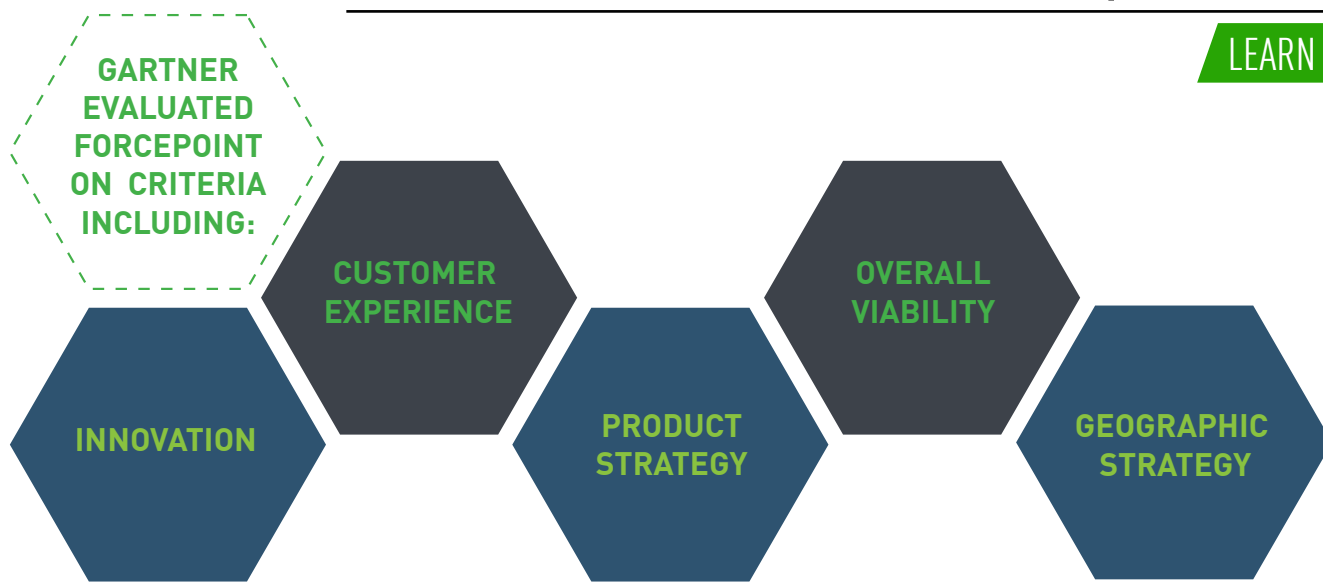 LEARN
GARTNER
EVALUATED
FORCEPOINT
ON CRITERIA
INCLUDING:
CUSTOMER
EXPERIENCE
OVERALL
VIABILITY
INNOVATION
PRODUCT
STRATEGY
GEOGRAPHIC
STRATEGY